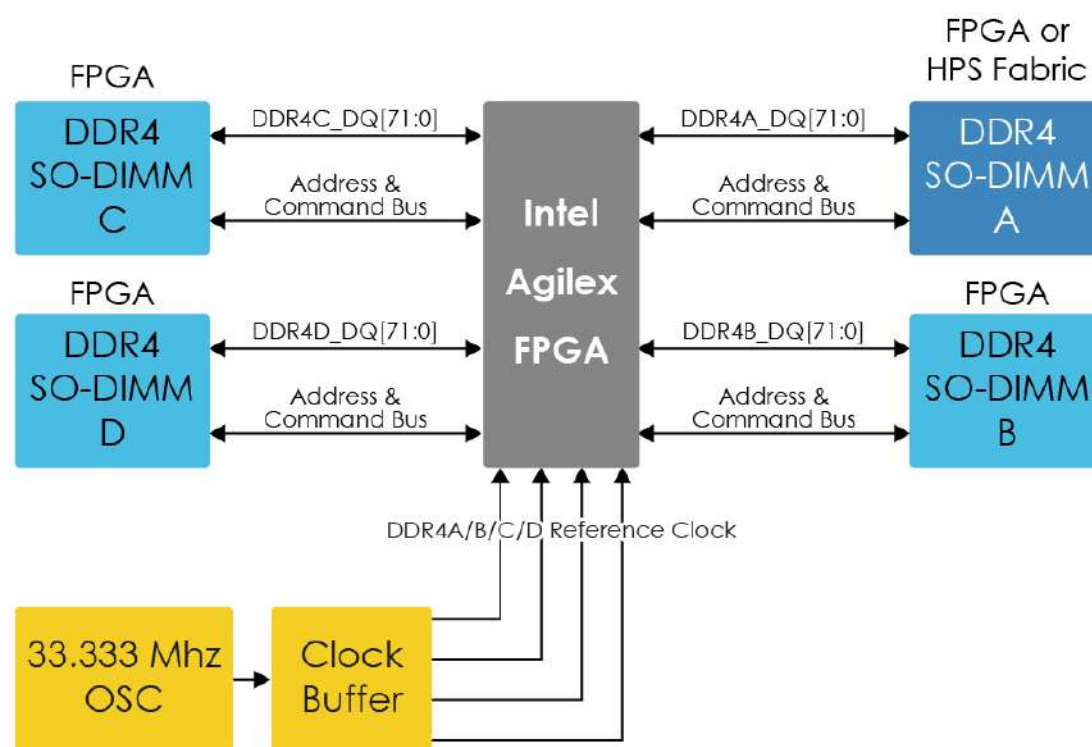 FPGA
DDR4
SO-DIMM
C
DDR4C_DQ[71:0]
Address &
Command Bus
FPGA
DDR4
SO-DIMM
D
DDR4D_DQ[71:0]
Address &
Command Bus
Intel
Agilex
FPGA
FPGA or
HPS Fabric
DDR4A_DQ[71:0]
Address &
Command Bus
DDR4
SO-DIMM
A
FPGA
DDR4B_DQ[71:0]
Address &
Command Bus
DDR4
SO-DIMM
B
DDR4A/B/C/D Reference Clock
33.333 Mhz
OSC
Clock
Buffer